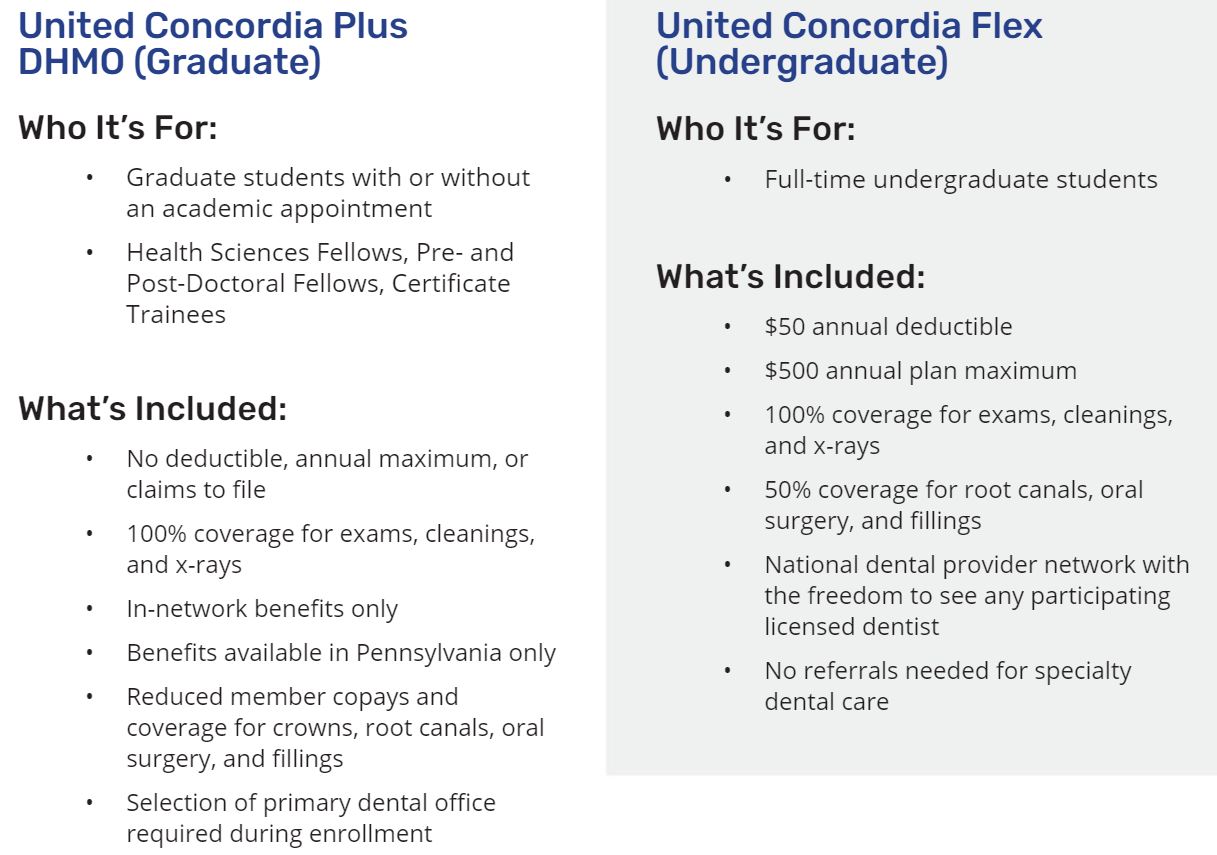 United Concordia Plus
DHMO (Graduate)
Who It's For:
• Graduate students with or without
an academic appointment
• Health Sciences Fellows, Pre- and
Post-Doctoral Fellows, Certificate
Trainees
What's Included:
• No deductible, annual maximum, or
claims to file
• 100% coverage for exams, cleanings,
and x-rays
• In-network benefits only
• Benefits available in Pennsylvania only
• Reduced member copays and
coverage for crowns, root canals, oral
surgery, and fillings
• Selection of primary dental office
required during enrollment
United Concordia Flex
(Undergraduate)
Who It's For:
• Full-time undergraduate students
What's Included:
• $50 annual deductible
• $500 annual plan maximum
• 100% coverage for exams, cleanings,
and x-rays
• 50% coverage for root canals, oral
surgery, and fillings
• National dental provider network with
the freedom to see any participating
licensed dentist
• No referrals needed for specialty
dental care